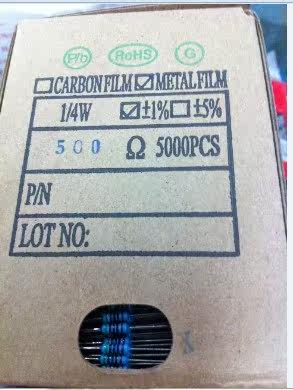 Pb RoHS G
☐CARBON FILM ☑METAL FILM
1/4W ☑±1% ☐±5%
500 Ω 5000PCS
P/N
LOT NO: